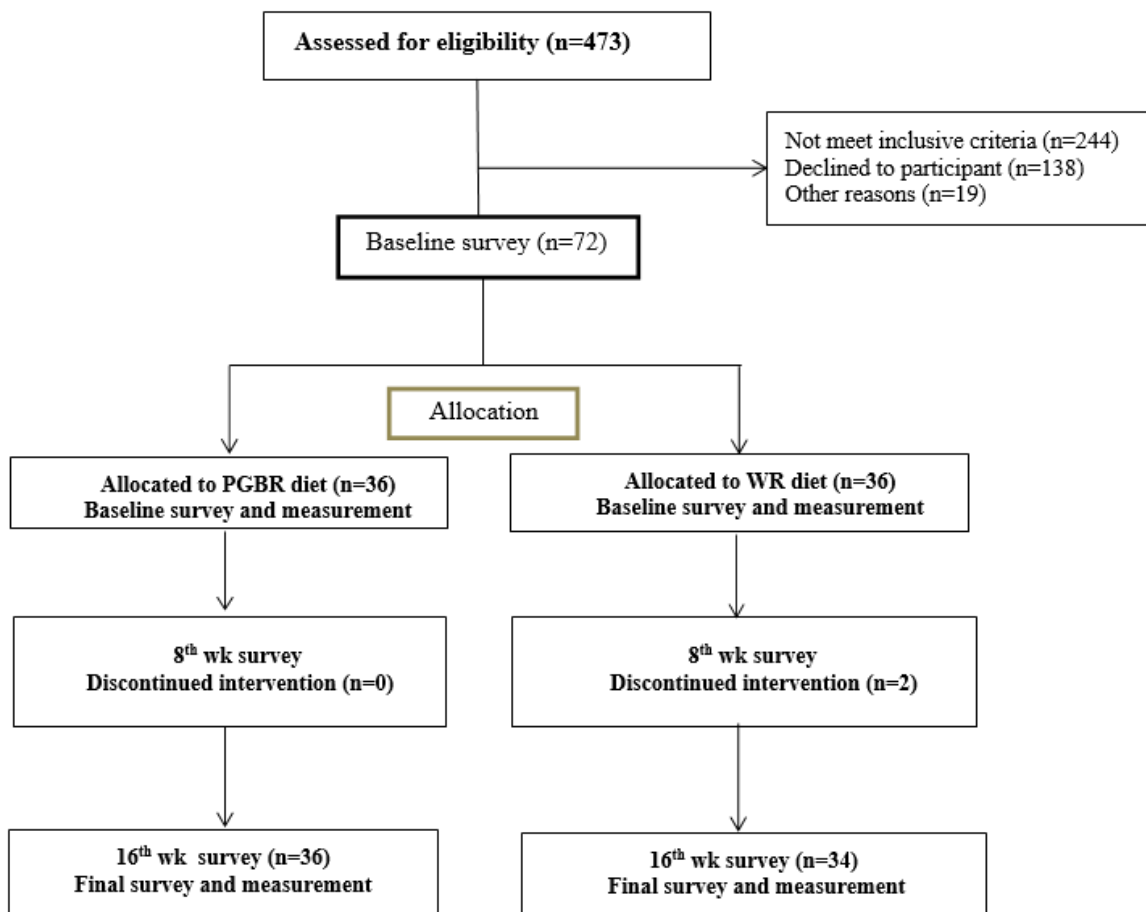 Assessed for eligibility (n=473)
Not meet inclusive criteria (n=244)
Declined to participant (n=138)
Other reasons (n=19)
Baseline survey (n=72)
Allocation
Allocated to PGBR diet (n=36)
Baseline survey and measurement
Allocated to WR diet (n=36)
Baseline survey and measurement
8th wk survey
Discontinued intervention (n=0)
8th wk survey
Discontinued intervention (n=2)
16th wk survey (n=36)
Final survey and measurement
16th wk survey (n=34)
Final survey and measurement